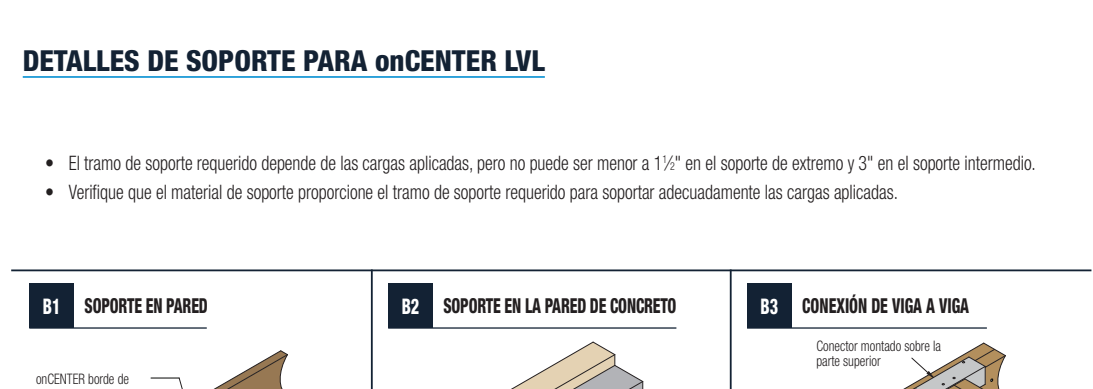 DETALLES DE SOPORTE PARA onCENTER LVL
• El tramo de soporte requerido depende de las cargas aplicadas, pero no puede ser menor a 1½" en el soporte de extremo y 3" en el soporte intermedio.
• Verifique que el material de soporte proporcione el tramo de soporte requerido para soportar adecuadamente las cargas aplicadas.
B1 SOPORTE EN PARED
onCENTER borde de
B2 SOPORTE EN LA PARED DE CONCRETO
B3 CONEXIÓN DE VIGA A VIGA
Conector montado sobre la
parte superior